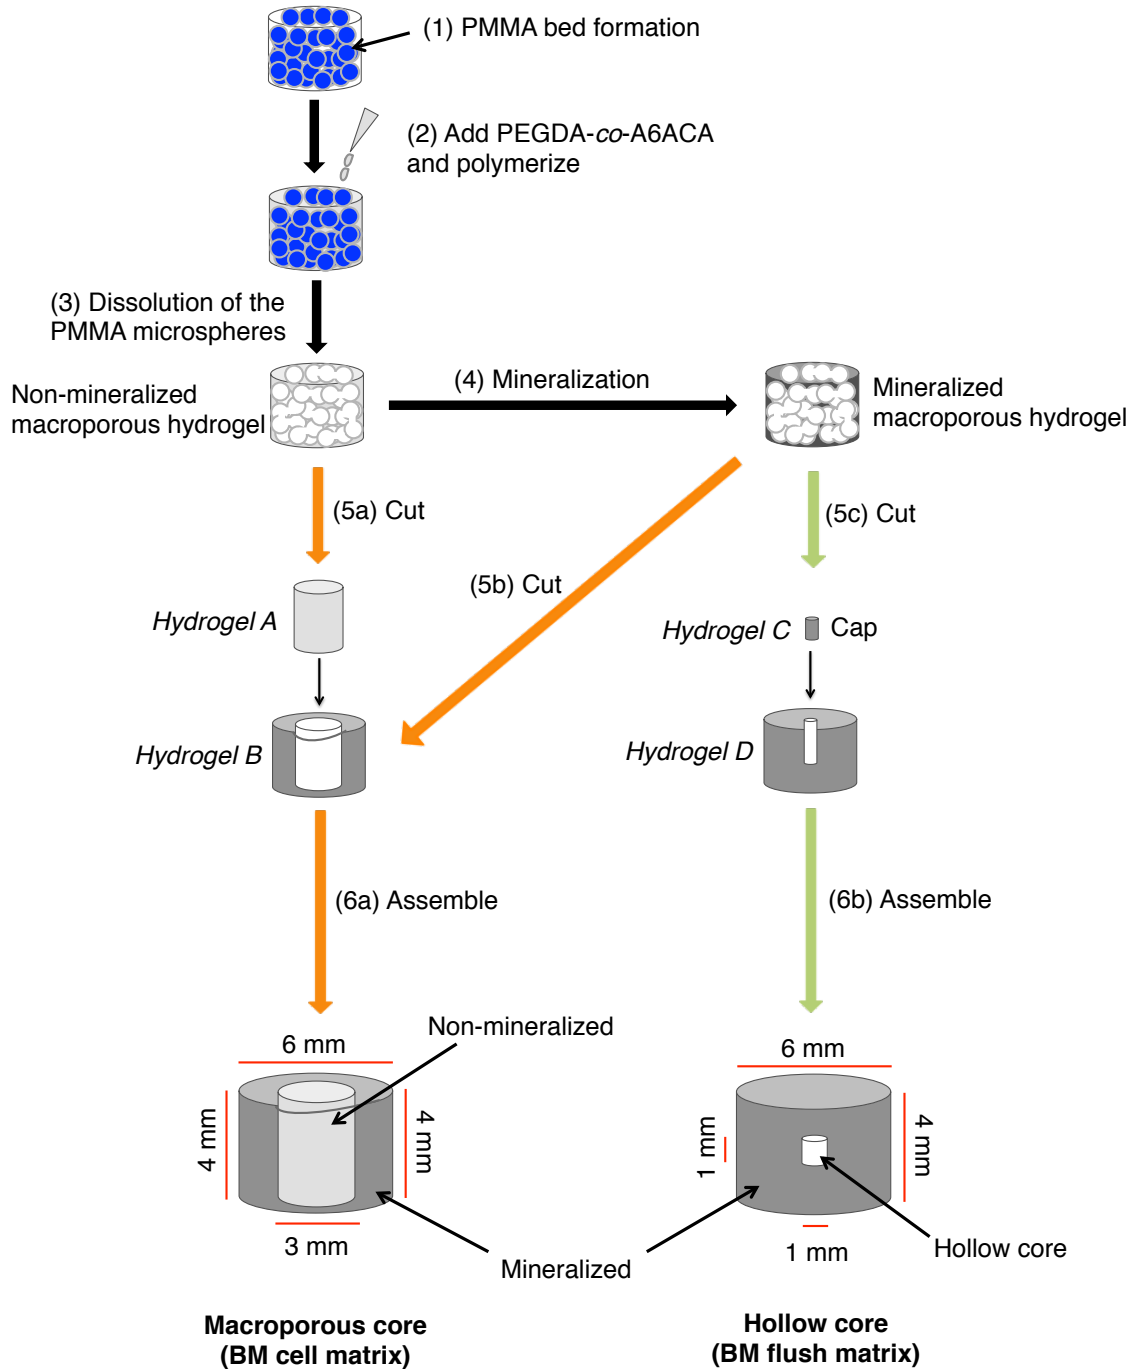 (1) PMMA bed formation
(2) Add PEGDA-co-A6ACA
and polymerize
(3) Dissolution of the
PMMA microspheres
Non-mineralized
macroporous hydrogel
(4) Mineralization
Mineralized
macroporous hydrogel
(5a) Cut
(5b) Cut
(5c) Cut
Hydrogel A
Hydrogel C
Cap
Hydrogel B
Hydrogel D
(6a) Assemble
(6b) Assemble
Non-mineralized
6 mm
4 mm
4 mm
3 mm
6 mm
1 mm
4 mm
1 mm
Hollow core
Mineralized
Macroporous core
(BM cell matrix)
Hollow core
(BM flush matrix)